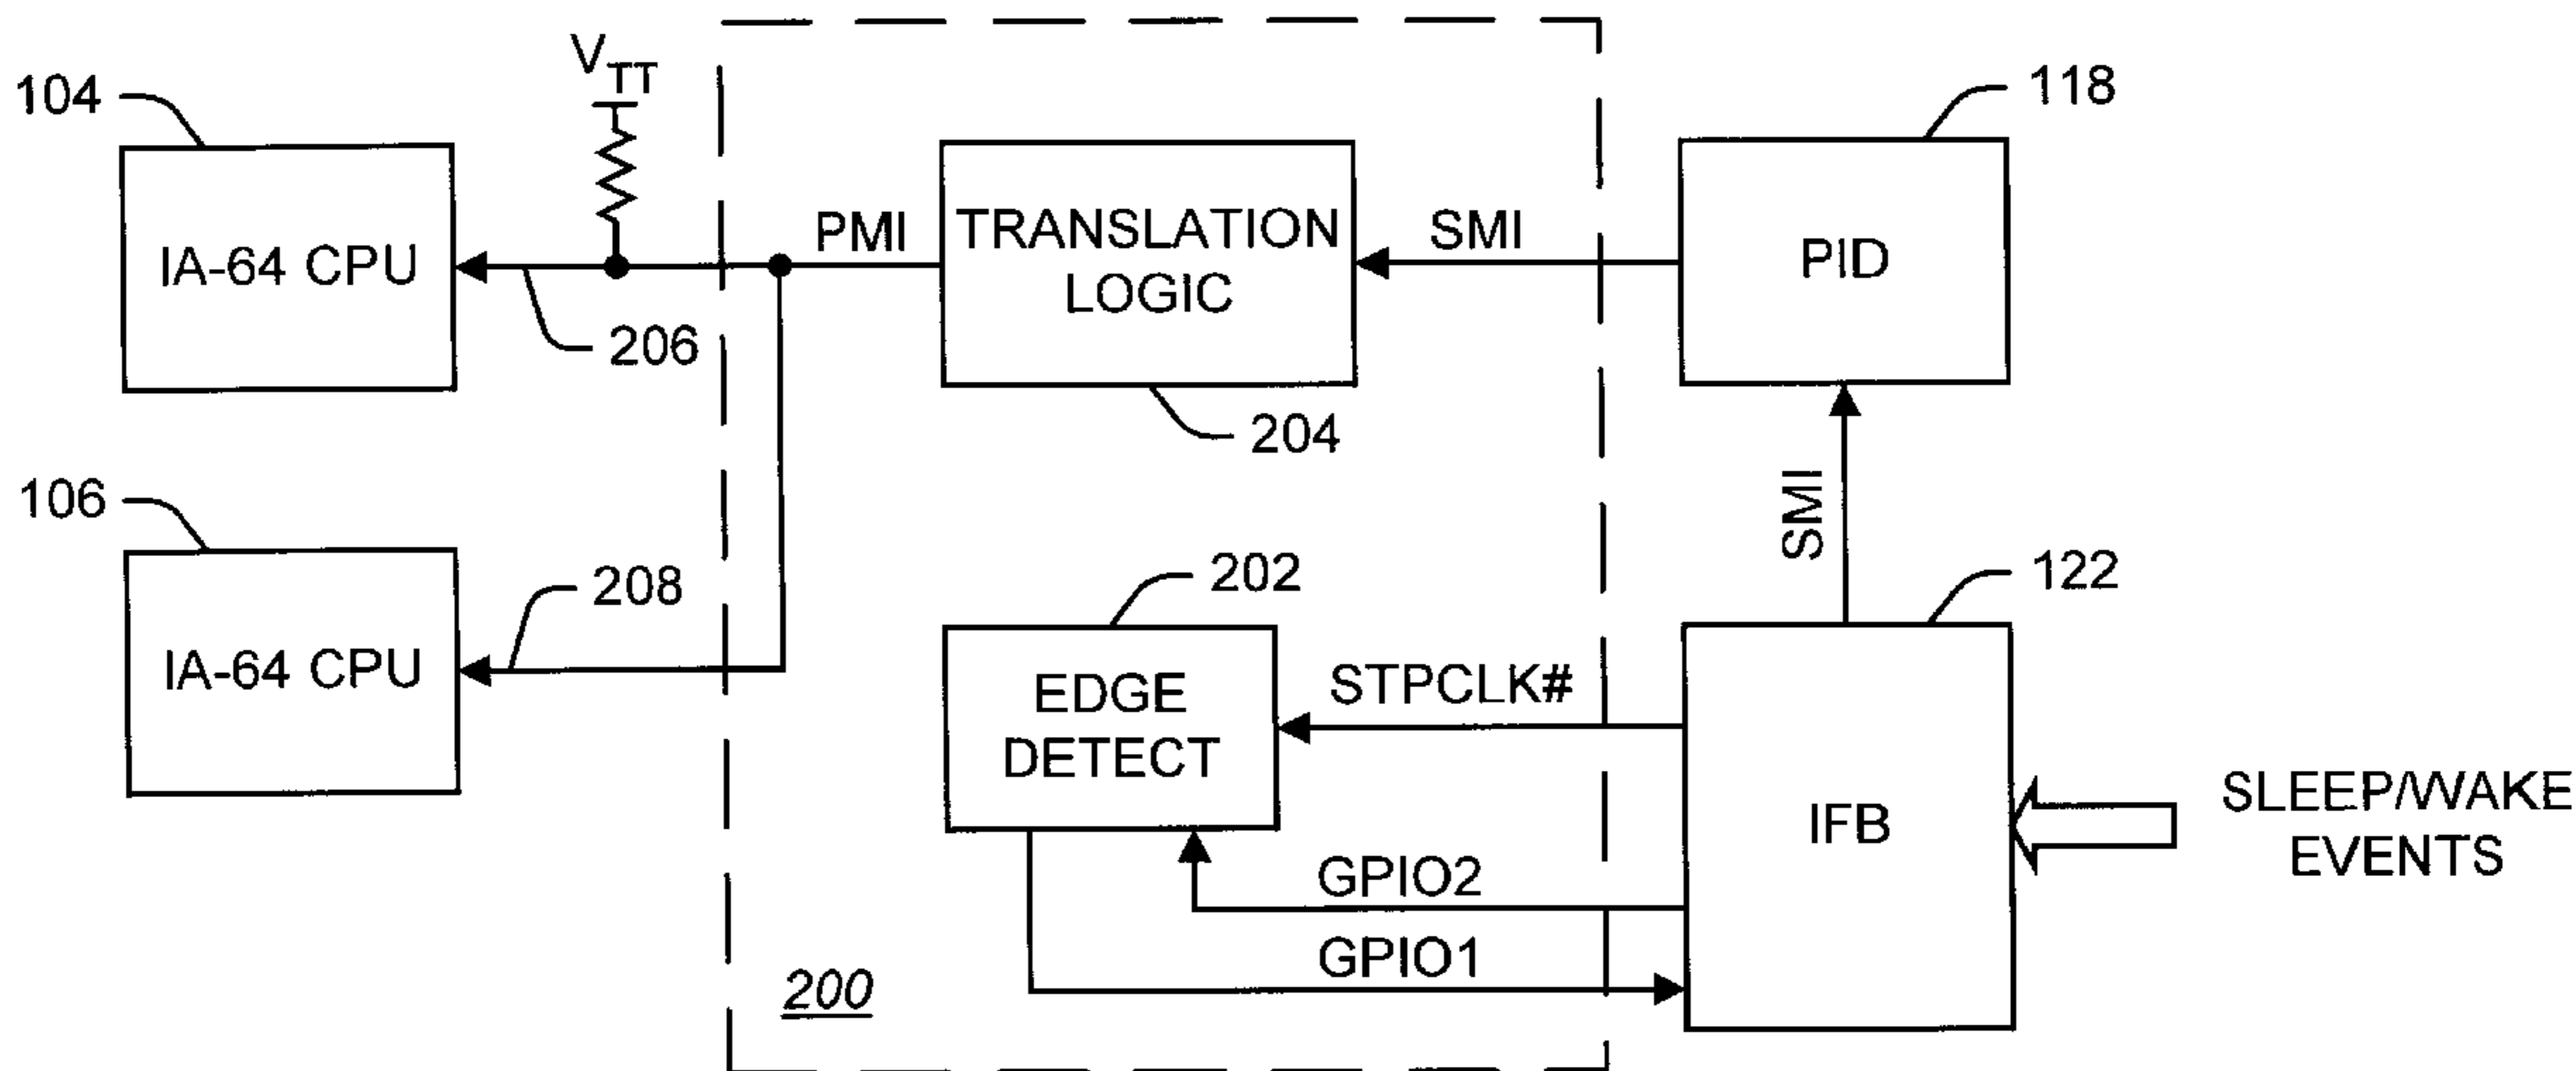 V
TT
104
118
IA-64 CPU
PMI
TRANSLATION
LOGIC
SMI
PID
206
204
SMI
106
208
202
122
IA-64 CPU
EDGE
DETECT
STPCLK#
IFB
SLEEP/WAKE
EVENTS
GPIO2
GPIO1
200